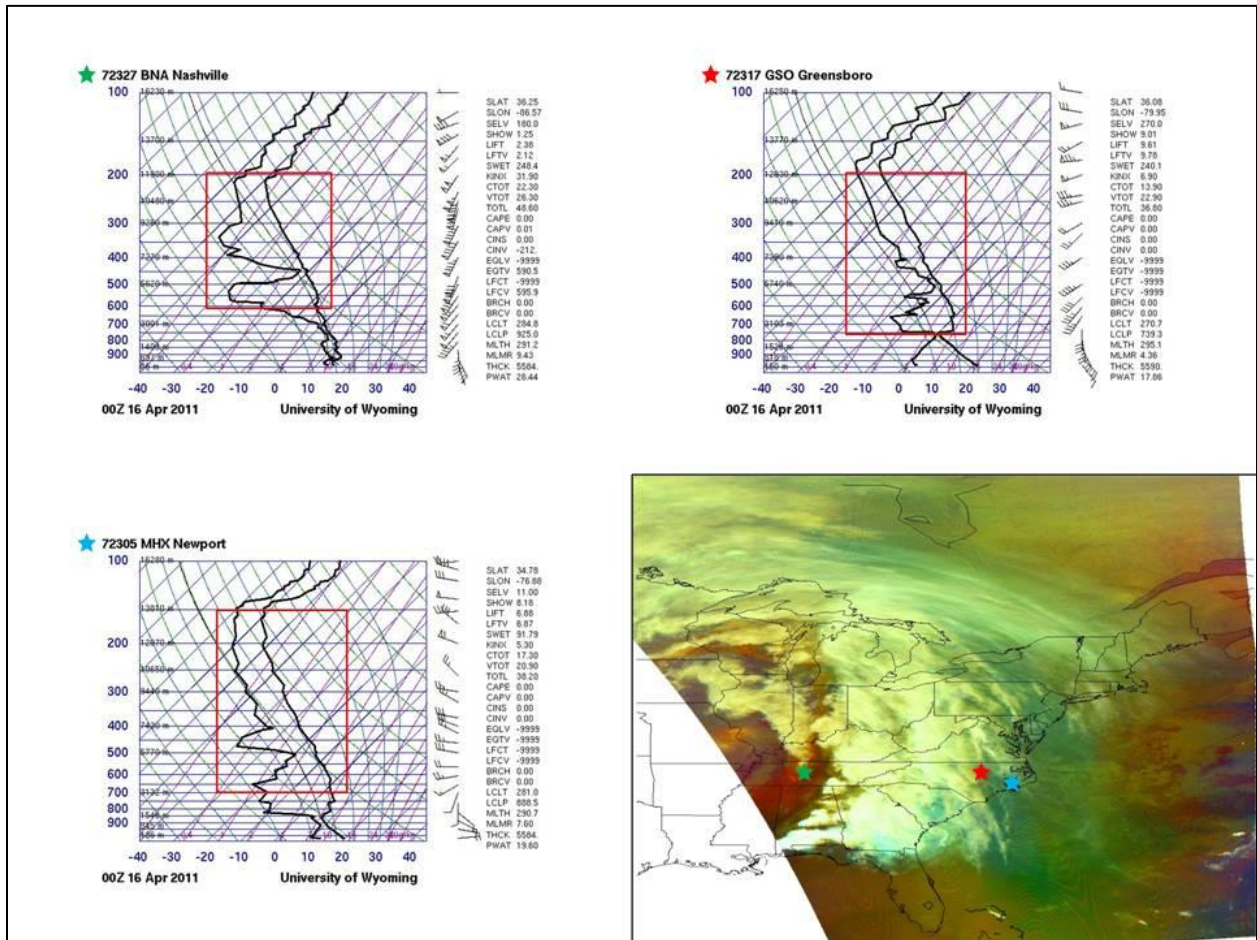 72327 BNA Nashville
100
200
300
400
500
600
700
800
900
16230 m
13700 m
-40 -30 -20 -10 0 10 20 30 40
00Z 16 Apr 2011 University of Wyoming
SLAT 36.25
SLON -86.57
SELV 180.0
SHOW 1.25
LIFT 2.38
LFTV 2.12
SWET 248.4
KINX 31.90
CTOT 22.30
VTOT 26.30
TOTL 48.60
CAPE 0.00
CAPV 0.01
CINS 0.00
CINV -212.
EQLV -9999
EQTV 590.5
LFCT -9999
LFCV 595.9
BRCH 0.00
BRCV 0.00
LCLT 284.8
LCLP 925.0
MLTH 291.2
MLMR 9.43
THCK 5584.
PWAT 26.44
72317 GSO Greensboro
100
200
300
400
500
600
700
800
900
16250 m
13770 m
-40 -30 -20 -10 0 10 20 30 40
00Z 16 Apr 2011 University of Wyoming
SLAT 36.08
SLON -79.95
SELV 270.0
SHOW 9.01
LIFT 9.61
LFTV 9.78
SWET 240.1
KINX 6.90
CTOT 13.90
VTOT 22.90
TOTL 36.80
CAPE 0.00
CAPV 0.00
CINS 0.00
CINV 0.00
EQLV -9999
EQTV -9999
LFCT -9999
LFCV -9999
BRCH 0.00
BRCV 0.00
LCLT 270.7
LCLP 739.3
MLTH 295.1
MLMR 4.36
THCK 5590.
PWAT 17.86
72305 MHX Newport
100
200
300
400
500
600
700
800
900
16280 m
13810 m
-40 -30 -20 -10 0 10 20 30 40
00Z 16 Apr 2011 University of Wyoming
SLAT 34.78
SLON -76.88
SELV 11.00
SHOW 8.18
LIFT 6.88
LFTV 6.87
SWET 91.79
KINX 5.30
CTOT 17.30
VTOT 20.90
TOTL 38.20
CAPE 0.00
CAPV 0.00
CINS 0.00
CINV 0.00
EQLV -9999
EQTV -9999
LFCT -9999
LFCV -9999
BRCH 0.00
BRCV 0.00
LCLT 281.0
LCLP 888.5
MLTH 290.7
MLMR 7.60
THCK 5584.
PWAT 19.60